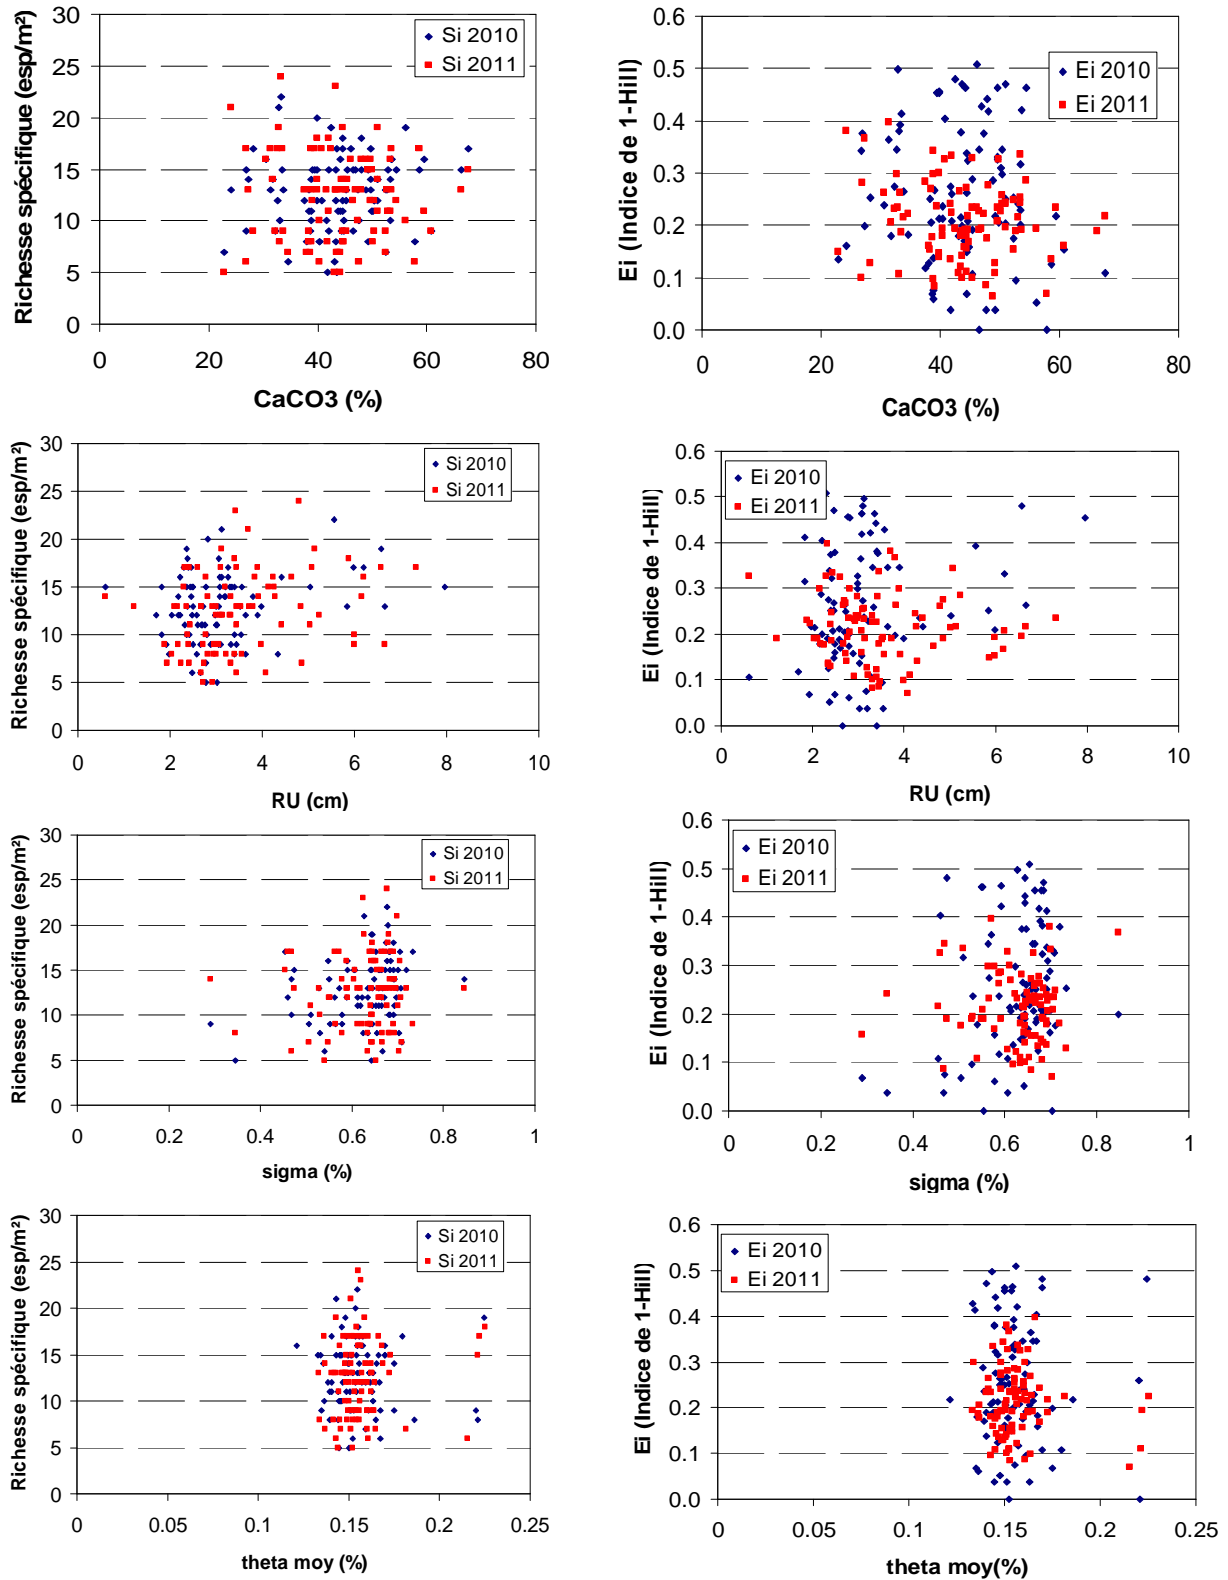 Richesse spécifique (esp/m²)
30
25
20
15
10
5
0
Si 2010
Si 2011
0 20 40 60 80
CaCO3 (%)
Ei (Indice de 1-Hill)
0.6
0.5
0.4
0.3
0.2
0.1
0.0
Ei 2010
Ei 2011
0 20 40 60 80
CaCO3 (%)
Richesse spécifique (esp/m²)
30
25
20
15
10
5
0
Si 2010
Si 2011
0 2 4 6 8 10
RU (cm)
Ei (Indice de 1-Hill)
0.6
0.5
0.4
0.3
0.2
0.1
0.0
Ei 2010
Ei 2011
0 2 4 6 8 10
RU (cm)
Richesse spécifique (esp/m²)
30
25
20
15
10
5
0
Si 2010
Si 2011
0 0.2 0.4 0.6 0.8 1
sigma (%)
Ei (Indice de 1-Hill)
0.6
0.5
0.4
0.3
0.2
0.1
0.0
Ei 2010
Ei 2011
0 0.2 0.4 0.6 0.8 1
sigma (%)
Richesse spécifique (esp/m²)
30
25
20
15
10
5
0
Si 2010
Si 2011
0 0.05 0.1 0.15 0.2 0.25
theta moy (%)
Ei (Indice de 1-Hill)
0.6
0.5
0.4
0.3
0.2
0.1
0.0
Ei 2010
Ei 2011
0 0.05 0.1 0.15 0.2 0.25
theta moy(%)